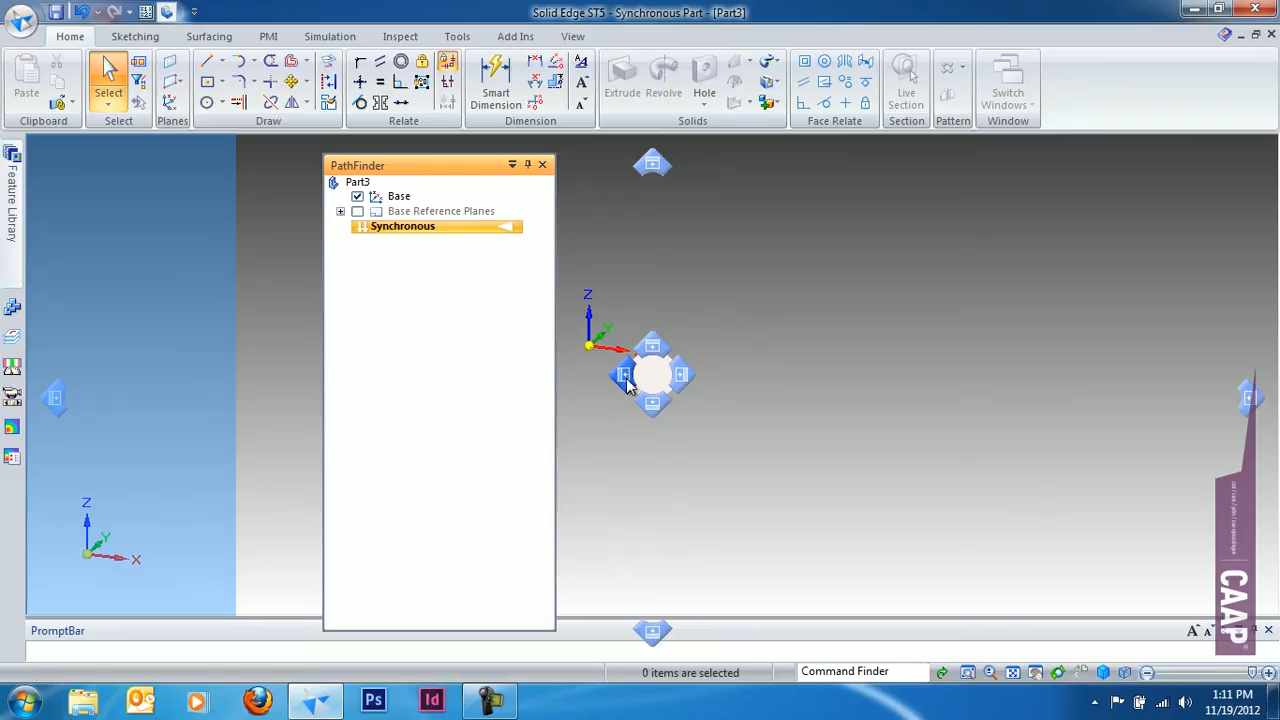 Solid Edge ST5 - Synchronous Part - [Part3]
Home
Sketching
Surfacing
PMI
Simulation
Inspect
Tools
Add Ins
View
Paste
Select
Smart Dimension
Extrude
Revolve
Hole
Live Section
Switch Windows
Clipboard
Select
Planes
Draw
Relate
Dimension
Solids
Face Relate
Section
Pattern
Window
Feature Library
PathFinder
Part3
Base
Base Reference Planes
Synchronous
Z
Y
Z
Y
X
CAAP
PromptBar
0 items are selected
Command Finder
Ps
Id
1:11 PM
11/19/2012